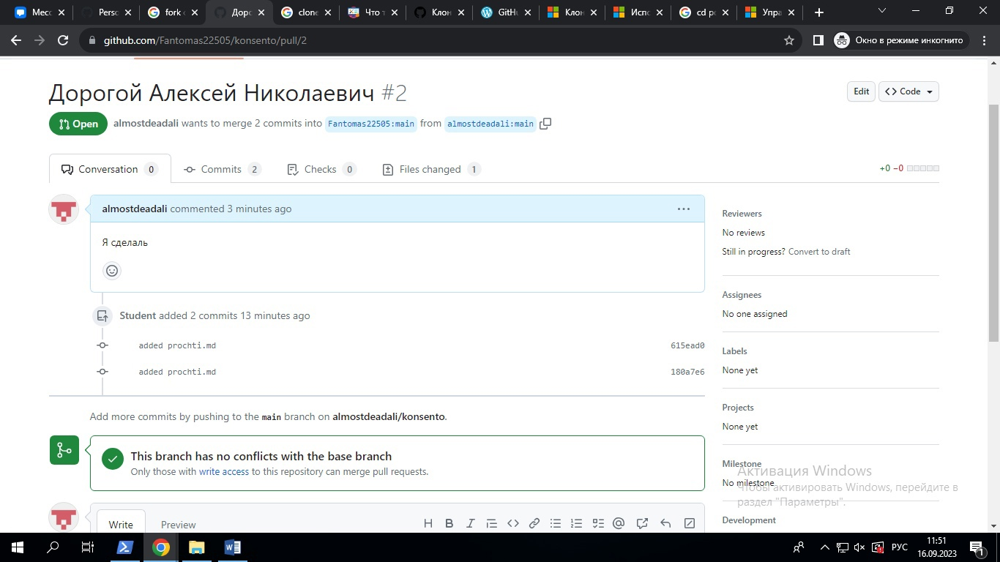 Месс
Persc
fork c
Доро
clone
Что т
Клон
GitHu
Клон
Испо
cd po
Упра
github.com/Fantomas22505/konsento/pull/2
Окно в режиме инкогнито
Дорогой Алексей Николаевич #2
Edit
Code
Open
almostdeadali wants to merge 2 commits into Fantomas22505:main from almostdeadali:main
Conversation 0
Commits 2
Checks 0
Files changed 1
+0 −0
almostdeadali commented 3 minutes ago
Я сделаль
Student added 2 commits 13 minutes ago
added prochti.md
615ead0
added prochti.md
180a7e6
Add more commits by pushing to the main branch on almostdeadali/konsento.
This branch has no conflicts with the base branch
Only those with write access to this repository can merge pull requests.
Write
Preview
Reviewers
No reviews
Still in progress? Convert to draft
Assignees
No one assigned
Labels
None yet
Projects
None yet
Milestone
No milestone
Development
Активация Windows
Чтобы активировать Windows, перейдите в
раздел "Параметры".
РУС
11:51
16.09.2023
1